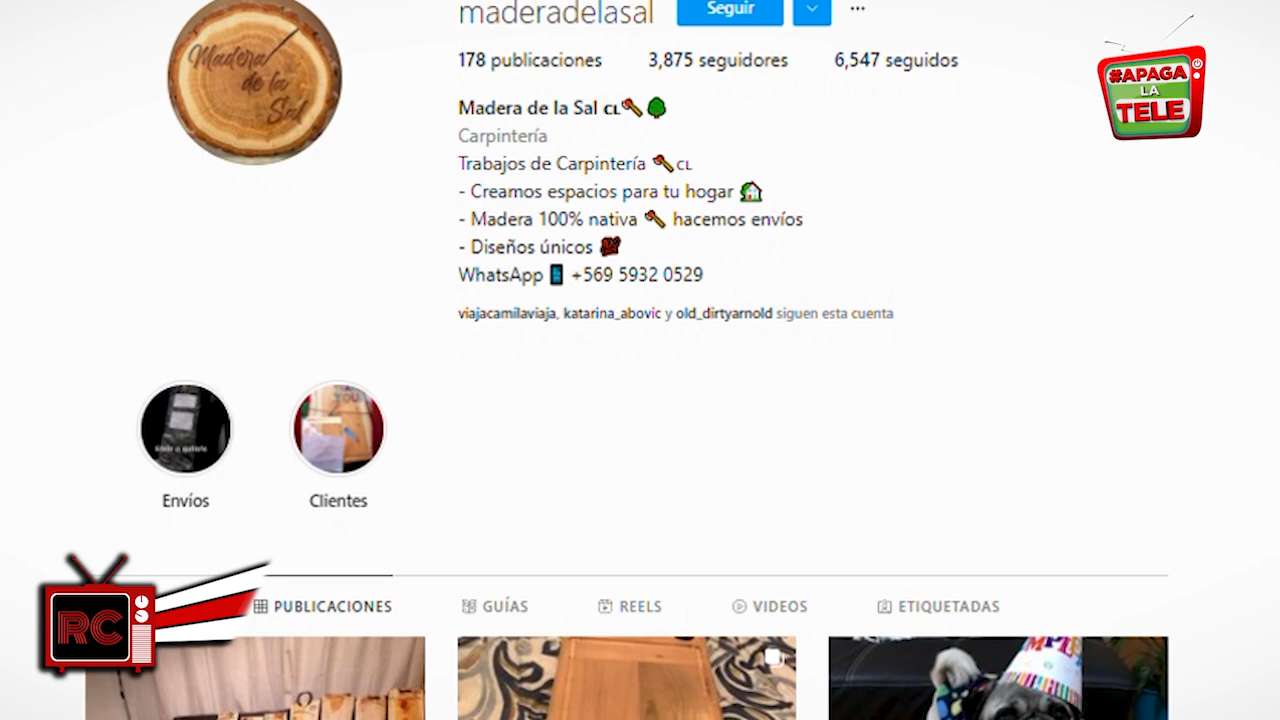 maderadelasal Seguir
178 publicaciones 3,875 seguidores 6,547 seguidos
Madera de la Sal
#APAGA
LA
TELE
Madera de la Sal CL
Carpintería
Trabajos de Carpintería CL
- Creamos espacios para tu hogar
- Madera 100% nativa hacemos envíos
- Diseños únicos
WhatsApp +569 5932 0529
viajacamilaviaja, katarina_abovic y old_dirtyarnold siguen esta cuenta
YOU
Envíos Clientes
RC
PUBLICACIONES GUÍAS REELS VIDEOS ETIQUETADAS